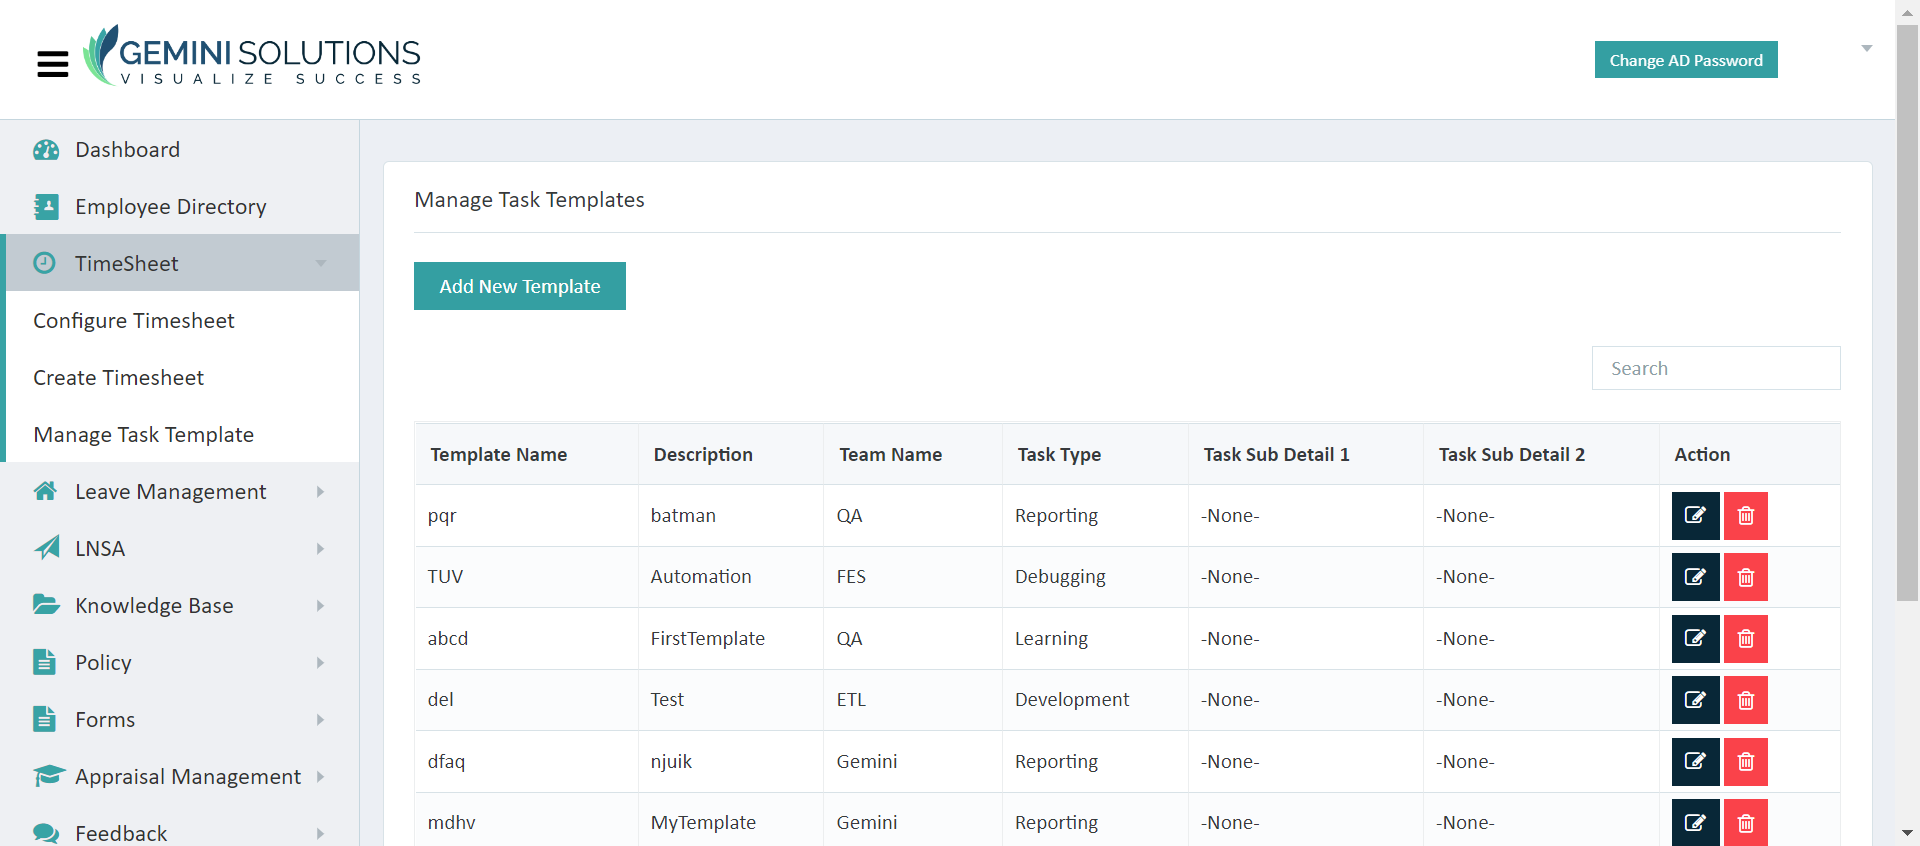 GEMINI SOLUTIONS
VISUALIZE SUCCESS
Change AD Password
Dashboard
Employee Directory
TimeSheet
Configure Timesheet
Create Timesheet
Manage Task Template
Leave Management
LNSA
Knowledge Base
Policy
Forms
Appraisal Management
Feedback
Manage Task Templates
Add New Template
Search
Template Name Description Team Name Task Type Task Sub Detail 1 Task Sub Detail 2 Action
pqr batman QA Reporting -None- -None-
TUV Automation FES Debugging -None- -None-
abcd FirstTemplate QA Learning -None- -None-
del Test ETL Development -None- -None-
dfaq njuik Gemini Reporting -None- -None-
mdhv MyTemplate Gemini Reporting -None- -None-